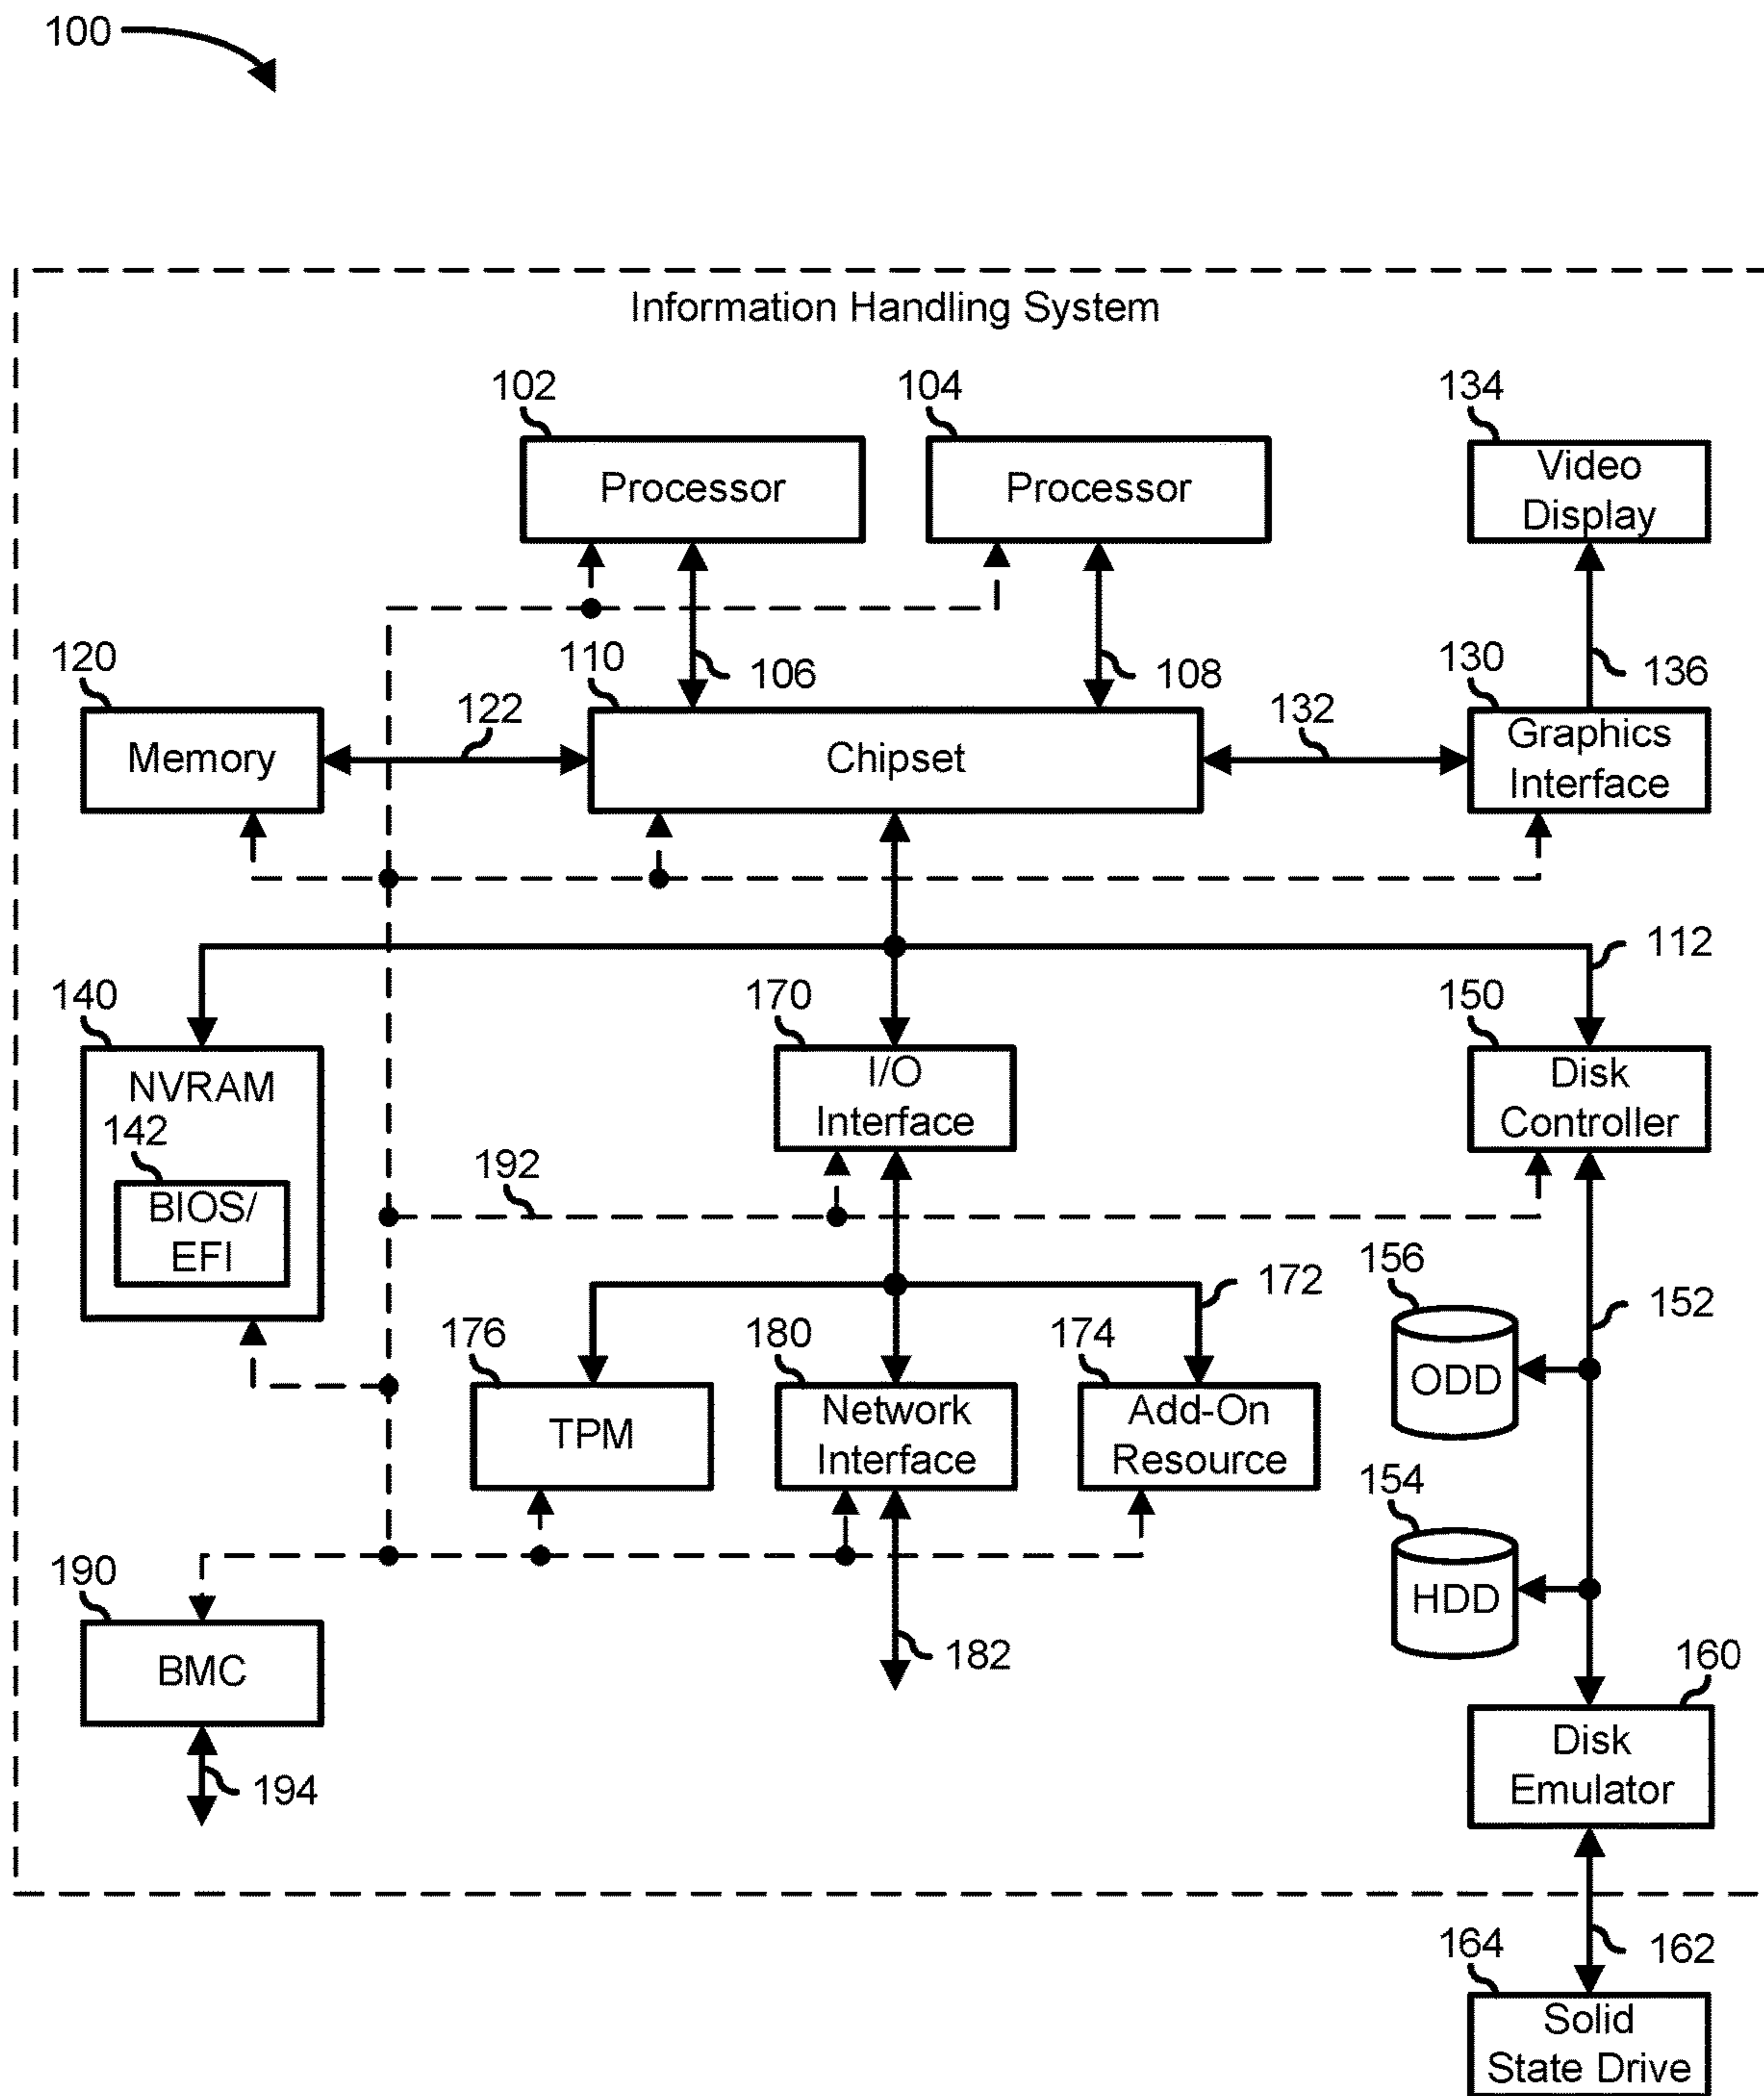 100
Information Handling System
102
104
134
Processor
Processor
Video
Display
120
110
106
108
130
136
122
132
Memory
Chipset
Graphics
Interface
112
140
170
150
NVRAM
I/O
Interface
Disk
Controller
142
BIOS/
EFI
192
156
172
152
176
180
174
ODD
TPM
Network
Interface
Add-On
Resource
154
HDD
190
BMC
182
160
Disk
Emulator
194
164
162
Solid
State Drive